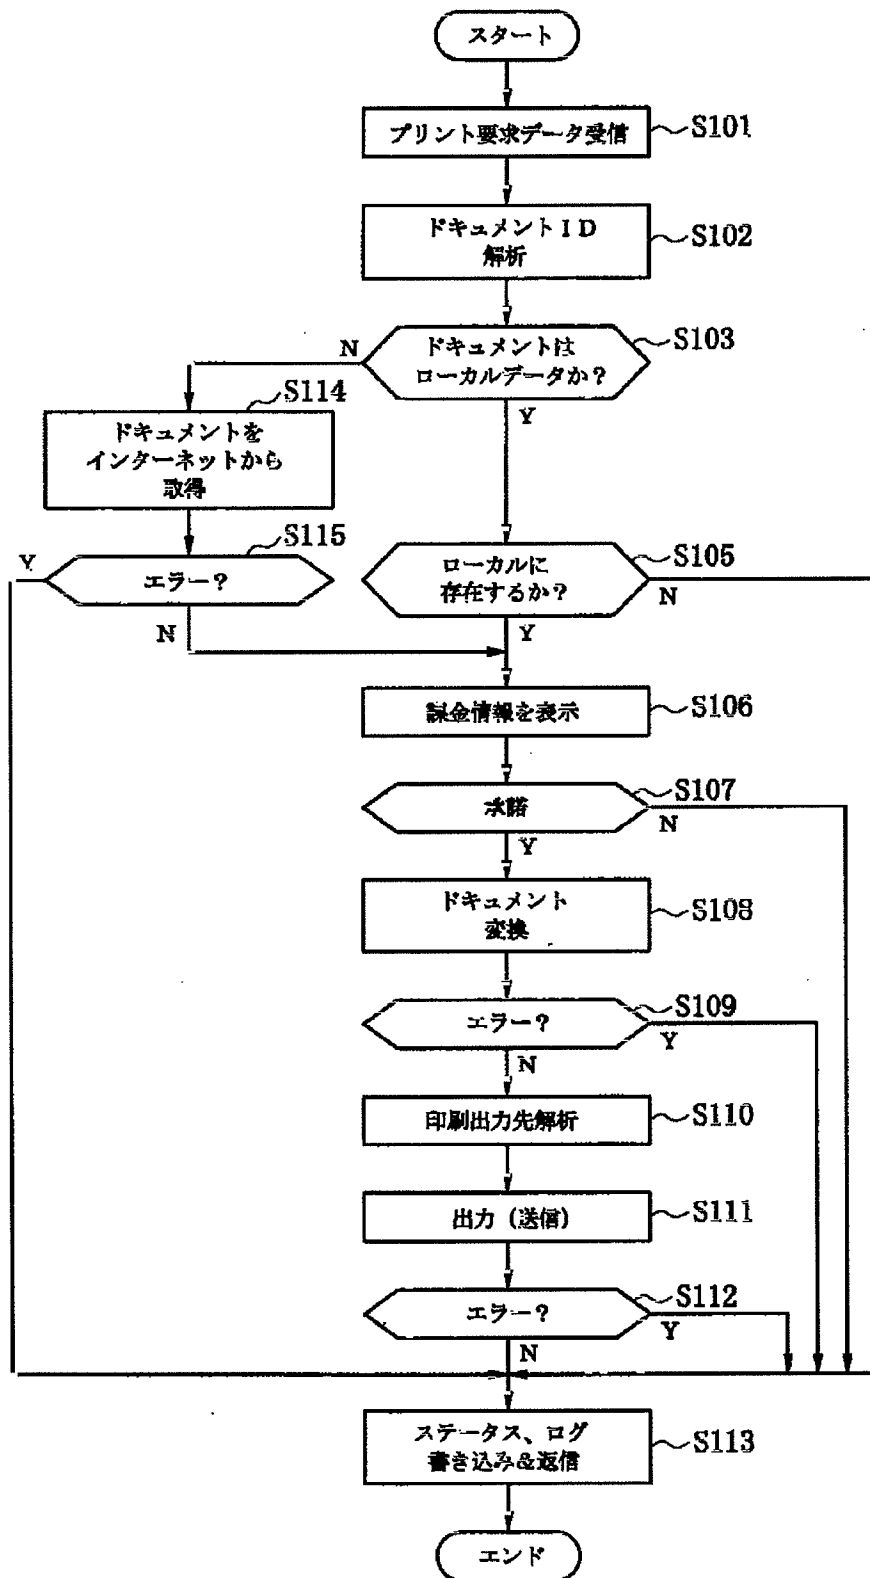 スタート
プリント要求データ受信
S101
ドキュメントID
解析
S102
ドキュメントは
ローカルデータか?
S103
N
Y
S114
ドキュメントを
インターネットから
取得
S115
Y
エラー?
N
ローカルに
存在するか?
S105
N
Y
課金情報を表示
S106
承諾
S107
N
Y
ドキュメント
変換
S108
エラー?
S109
Y
N
印刷出力先解析
S110
出力(送信)
S111
エラー?
S112
Y
N
ステータス、ログ
書き込み&返信
S113
エンド